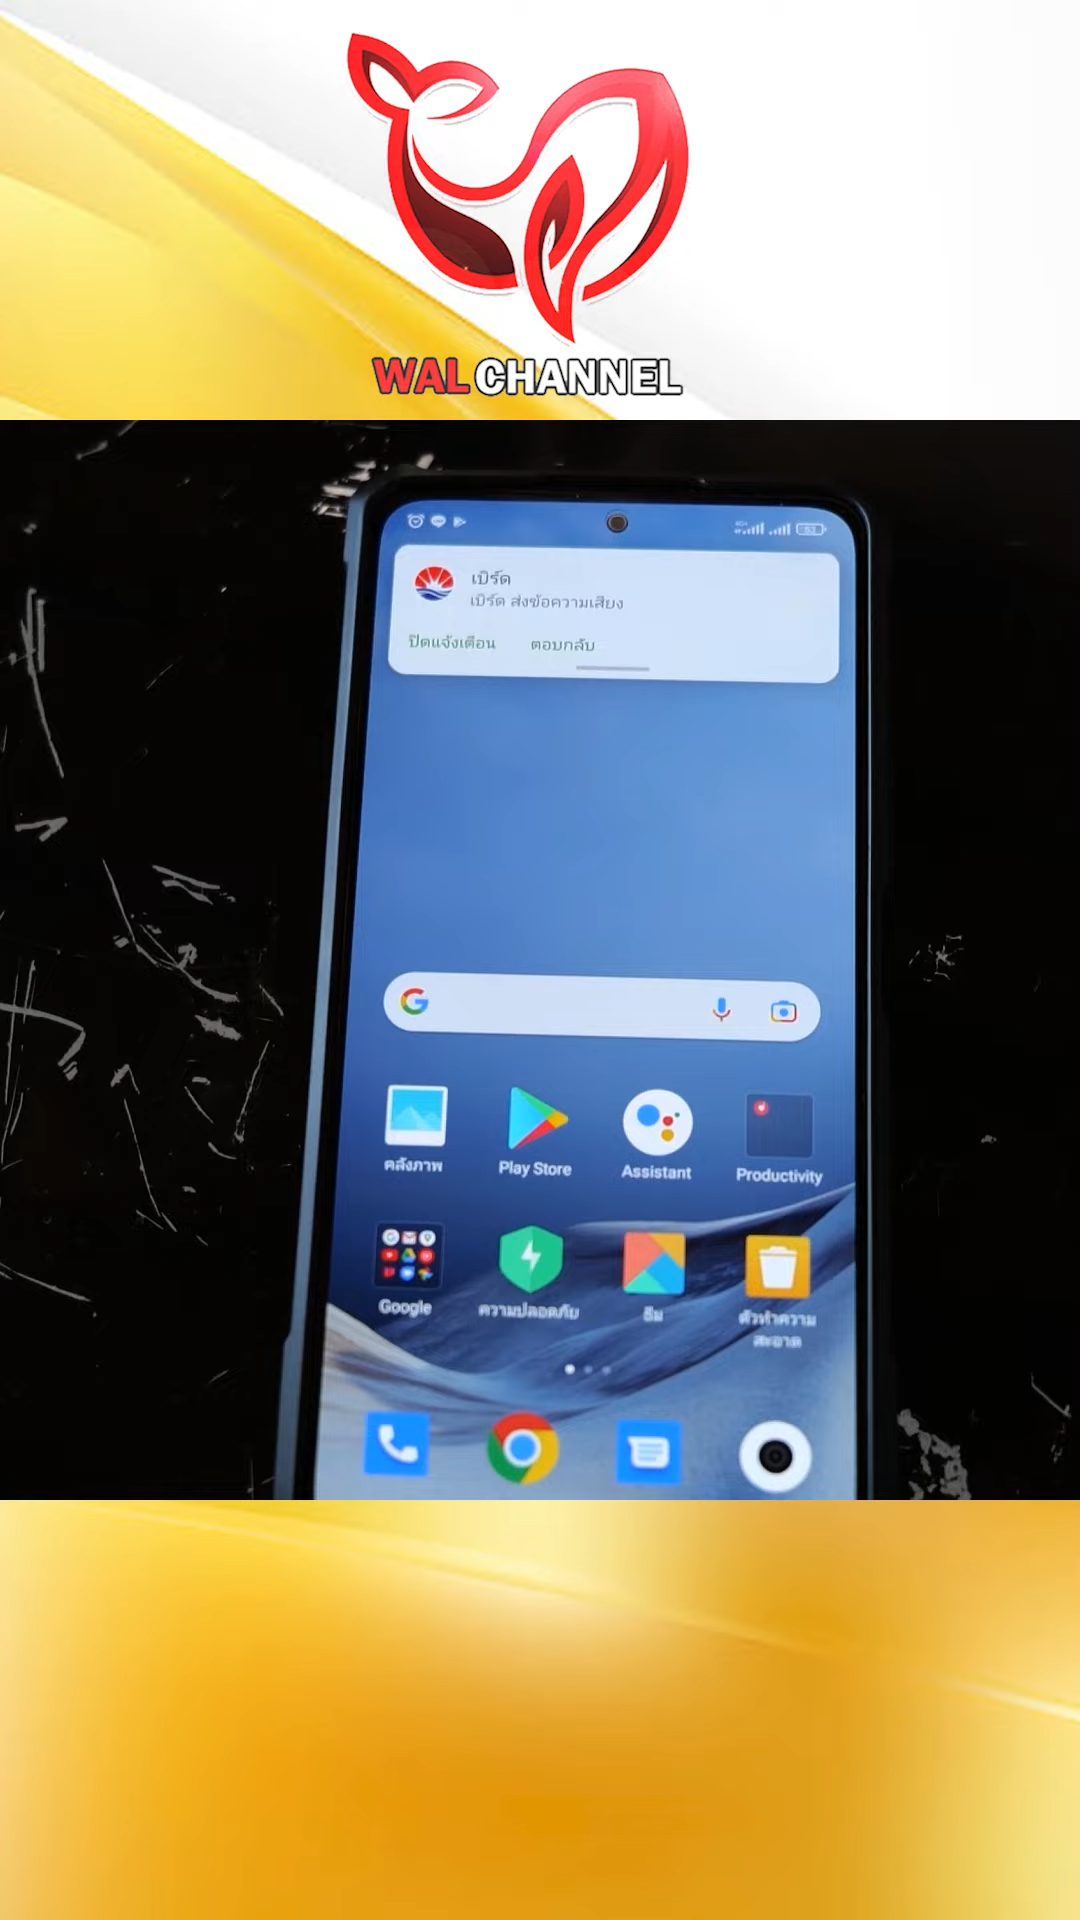 WAL CHANNEL
เบิร์ด
เบิร์ด ส่งข้อความเสียง
ปิดแจ้งเตือน ตอบกลับ
คลังภาพ Play Store Assistant Productivity
Google ความปลอดภัย ธีม ตัวทำความ
สะอาด